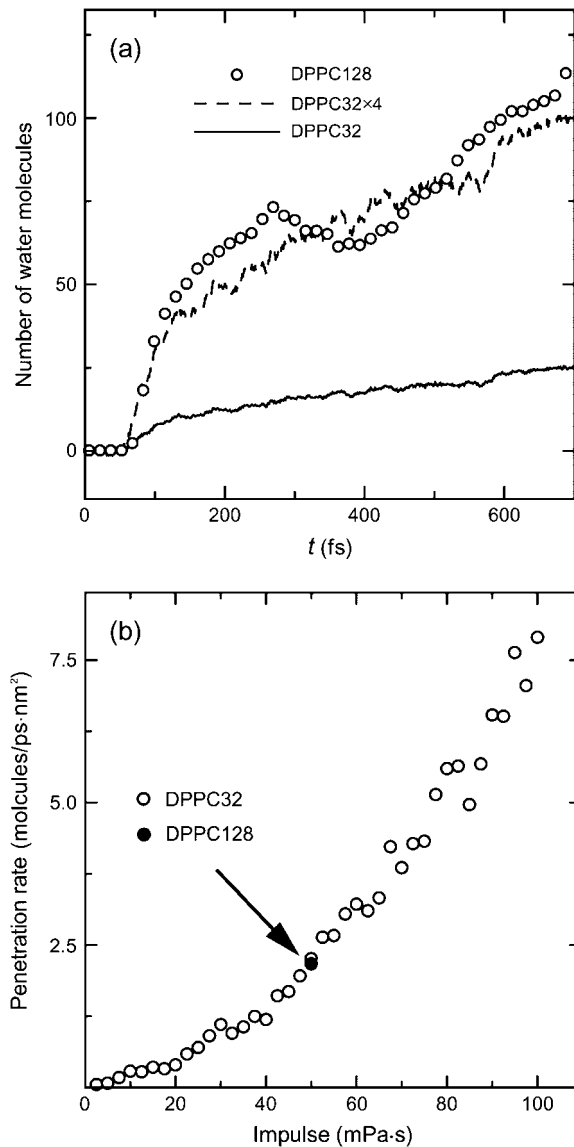 (a)
DPPC128
DPPC32×4
DPPC32
100
50
0
Number of water molecules
0
200
400
600
t (fs)
(b)
7.5
5.0
2.5
DPPC32
DPPC128
Penetration rate (molcules/ps·nm²)
0
20
40
60
80
100
Impulse (mPa·s)